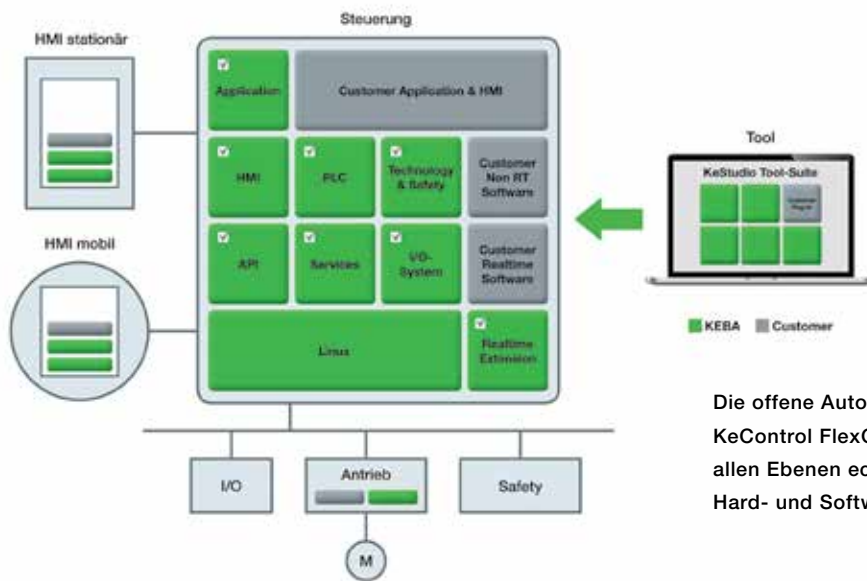 Steuerung
HMI stationär
HMI mobil
Application
Customer Application & HMI
HMI
PLC
Technology
& Safety
Customer
Non RT
Software
API
Services
I/O-
System
Customer
Realtime
Software
Linux
Realtime
Extension
Tool
KeStudio Tool-Suite
Customer
KEBA
Customer
I/O
Antrieb
Safety
M
Die offene Auto
KeControl FlexC
allen Ebenen ec
Hard- und Softw